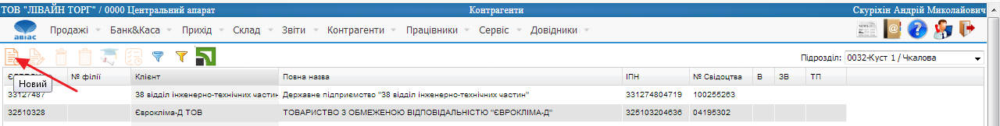 ТОВ "ЛІВАЙН ТОРГ" / 0000 Центральний апарат Контрагенти Скуріхін Андрій Миколайович
авіас Продажі Банк&Каса Прихід Склад Звіти Контрагенти Працівники Сервіс Довідники NEWS
Підрозділ: 0032-Куст 1 / Чкалова
№ філії Клієнт Повна назва ІПН № Свідоцтва В ЗВ ТП
Новий
33127487 38 відділ інженерно-технічних частин Державне підприємство "38 відділ інженерно-технічних частин" 331274804719 100255263
32510328 Єврокліма-Д ТОВ ТОВАРИСТВО З ОБМЕЖЕНОЮ ВІДПОВІДАЛЬНІСТЮ "ЄВРОКЛІМА-Д" 325103204636 04195302